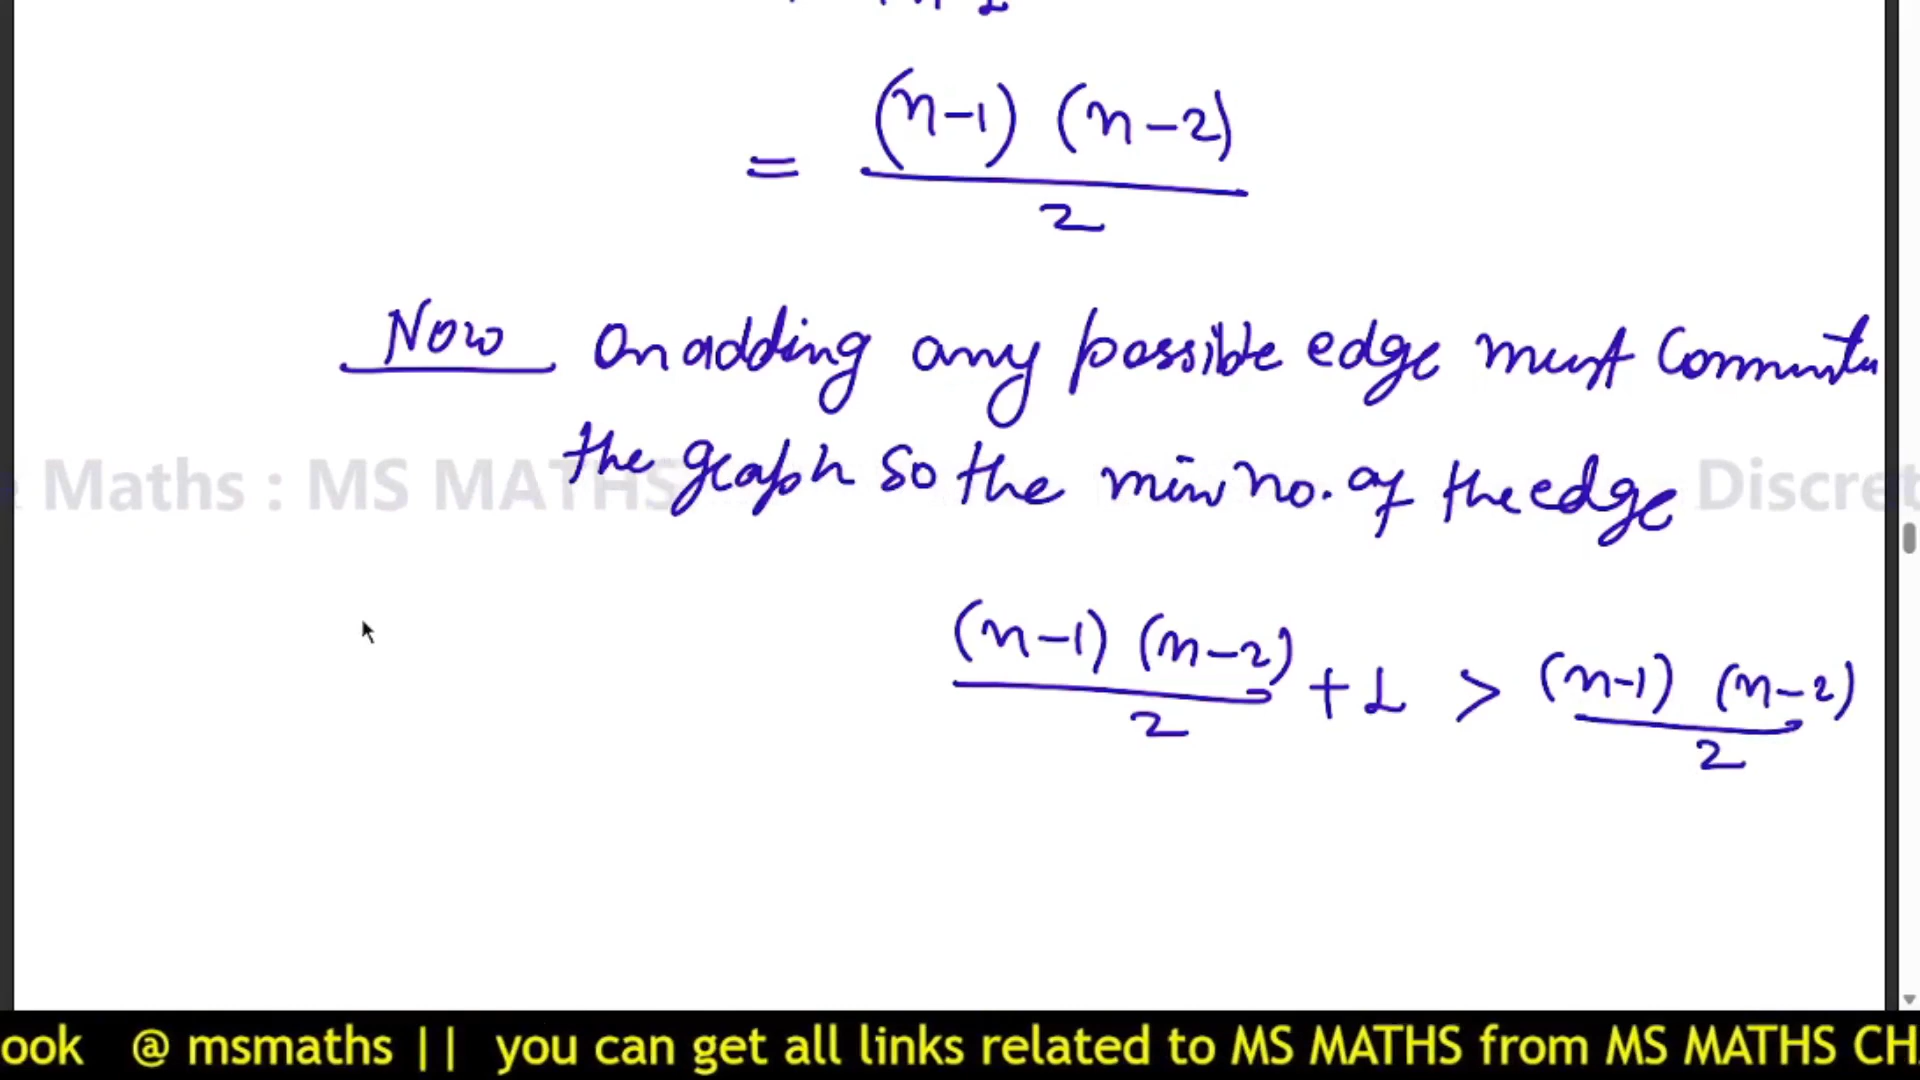 = (n-1) (n-2) / 2
Now On adding any possible edge must
the graph so the min no. of the edge
e Maths : MS MATHS Discret
(n-1) (n-2) / 2 + 1 > (n-1) (n-2) / 2
ook @ msmaths || you can get all links related to MS MATHS from MS MATHS CH